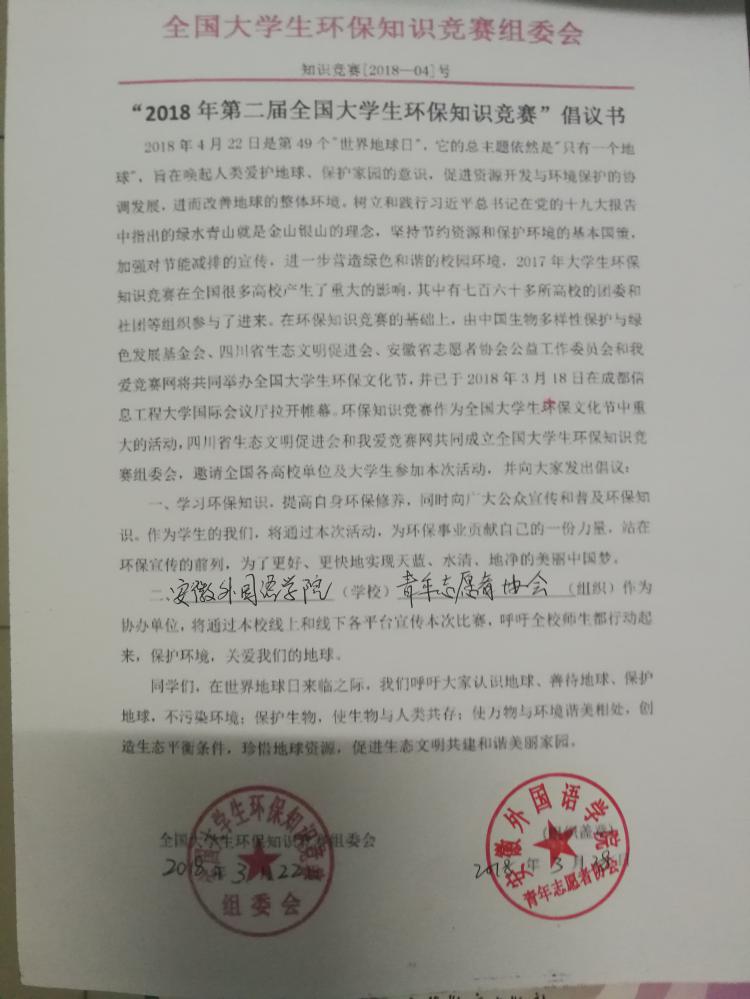 全国大学生环保知识竞赛组委会
知识竞赛[2018—04]号
“2018 年第二届全国大学生环保知识竞赛”倡议书
2018 年 4 月 22 日是第 49 个"世界地球日"，它的总主题依然是"只有一个地
球"，旨在唤起人类爱护地球、保护家园的意识，促进资源开发与环境保护的协
调发展，进而改善地球的整体环境。树立和践行习近平总书记在党的十九大报告
中指出的绿水青山就是金山银山的理念，坚持节约资源和保护环境的基本国策，
加强对节能减排的宣传，进一步营造绿色和谐的校园环境，2017 年大学生环保
知识竞赛在全国很多高校产生了重大的影响，其中有七百六十多所高校的团委和
社团等组织参与了进来。在环保知识竞赛的基础上，由中国生物多样性保护与绿
色发展基金会、四川省生态文明促进会、安徽省志愿者协会公益工作委员会和我
爱竞赛网将共同举办全国大学生环保文化节，并已于 2018 年 3 月 18 日在成都信
息工程大学国际会议厅拉开帷幕。环保知识竞赛作为全国大学生环保文化节中重
大的活动，四川省生态文明促进会和我爱竞赛网共同成立全国大学生环保知识竞
赛组委会，邀请全国各高校单位及大学生参加本次活动，并向大家发出倡议：
一、学习环保知识，提高自身环保修养，同时向广大公众宣传和普及环保知
识。作为学生的我们，将通过本次活动，为环保事业贡献自己的一份力量，站在
环保宣传的前列，为了更好、更快地实现天蓝、水清、地净的美丽中国梦。
二、安徽外国语学院（学校）青年志愿者协会（组织）作为
协办单位，将通过本校线上和线下各平台宣传本次比赛，呼吁全校师生都行动起
来，保护环境，关爱我们的地球。
同学们，在世界地球日来临之际，我们呼吁大家认识地球、善待地球、保护
地球，不污染环境；保护生物，使生物与人类共存；使万物与环境谐美相处，创
造生态平衡条件，珍惜地球资源，促进生态文明共建和谐美丽家园。
全国大学生环保知识竞赛组委会 （组织盖章）
2018 年 3 月 22 日 2018 年 3 月 28 日
全国大学生环保知识竞赛
组委会
安徽外国语学院
青年志愿者协会